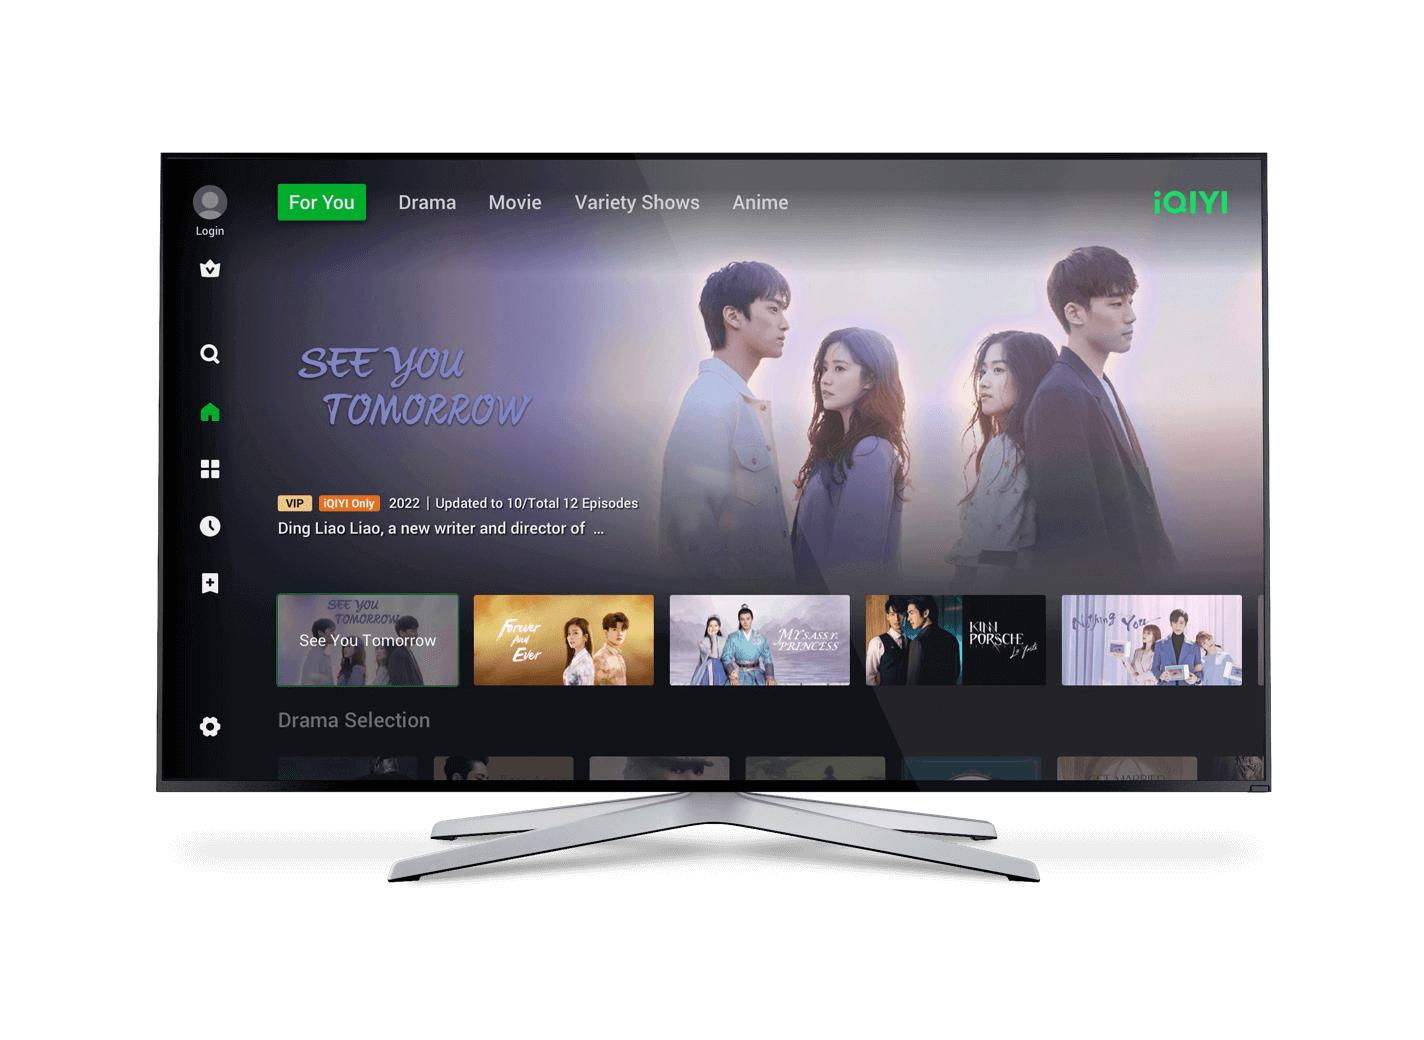 For You
Drama
Movie
Variety Shows
Anime
iQIYI
Login
SEE YOU
TOMORROW
VIP
iQIYI Only
2022 | Updated to 10/Total 12 Episodes
Ding Liao Liao, a new writer and director of ...
SEE YOU
TOMORROW
See You Tomorrow
Forever
And
Ever
MY SASSY
PRINCESS
KINN
PORSCHE
La forte
Nothing You
Drama Selection
GET MARRIED